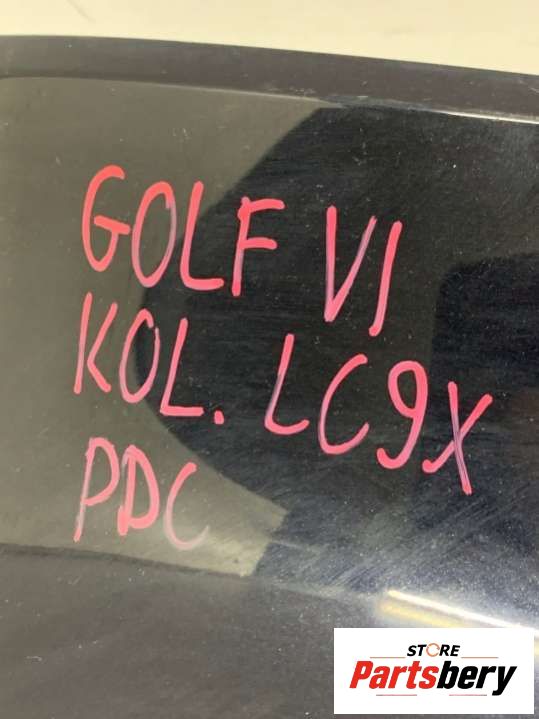 GOLF VI
KOL. LC9X
PDC
STORE
Partsbery